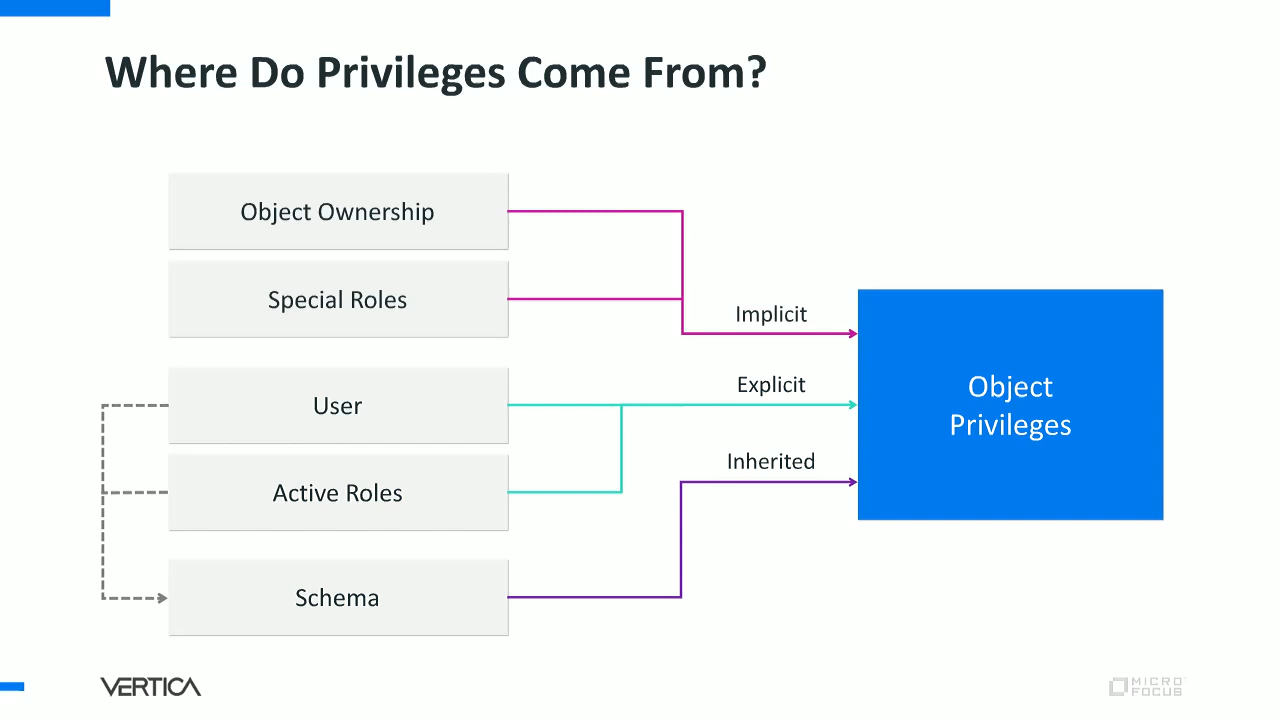 Where Do Privileges Come From?
Object Ownership
Special Roles
Implicit
Explicit
User
Object
Privileges
Inherited
Active Roles
Schema
VERTICA
MICRO
FOCUS